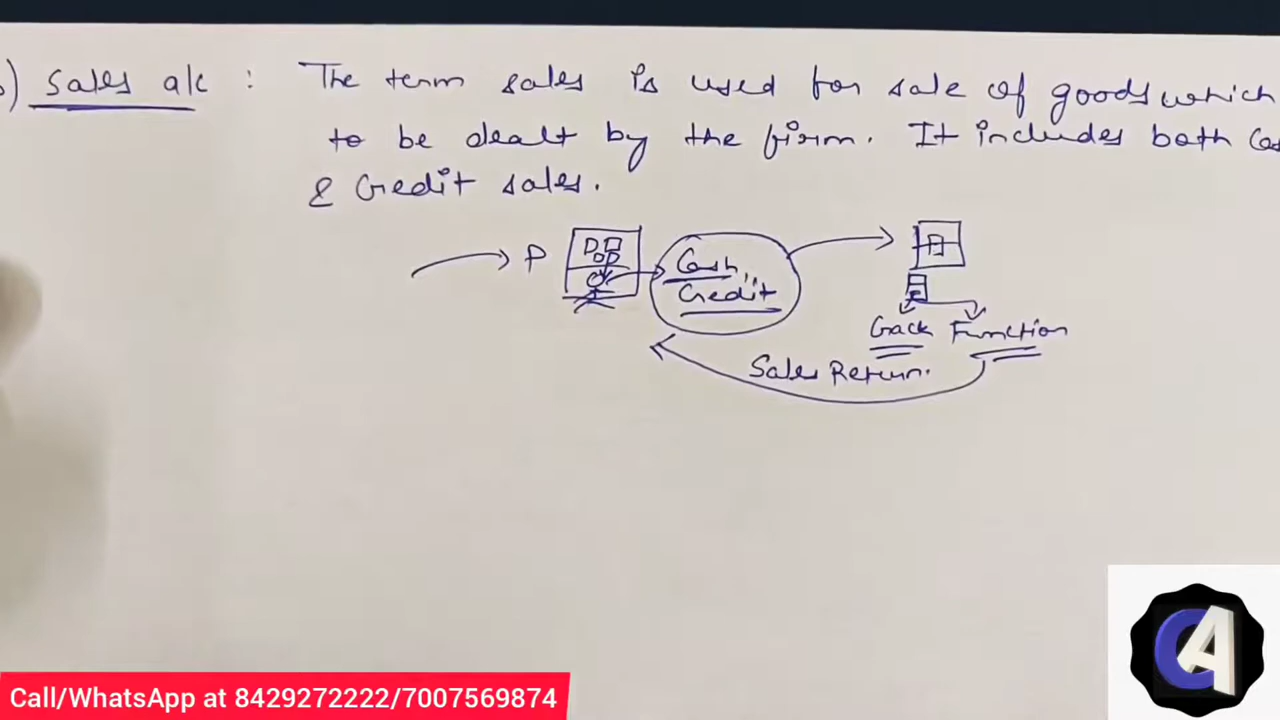 ) Sales a/c : The term sales is used for sale of goods which
to be dealt by the firm. It includes both
& Credit sales.
P
Cash,
Credit
Crack Function
Sales Return.
CA
Call/WhatsApp at 8429272222/7007569874